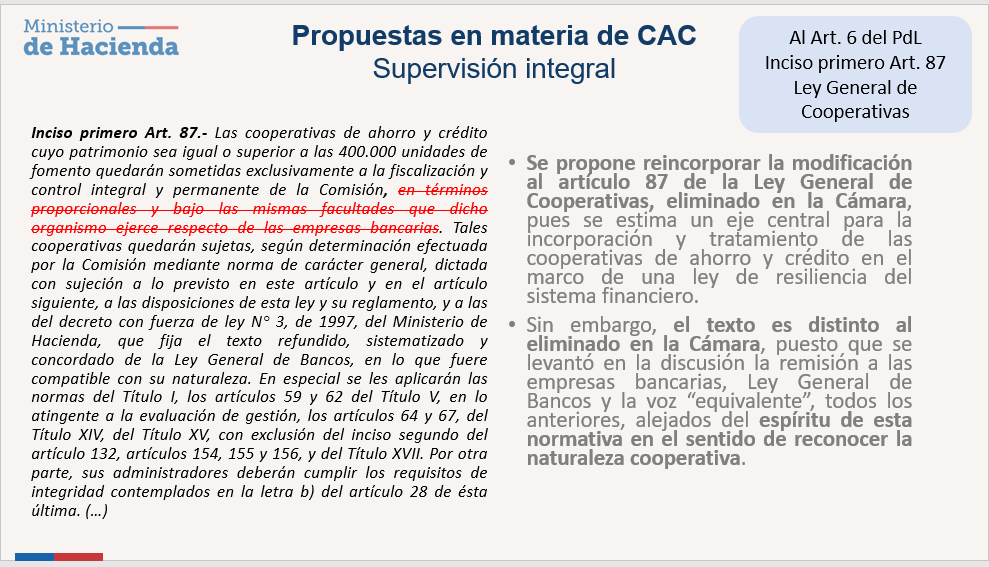 Ministerio
de Hacienda
Propuestas en materia de CAC
Supervisión integral
Al Art. 6 del PdL
Inciso primero Art. 87
Ley General de
Cooperativas
Inciso primero Art. 87.- Las cooperativas de ahorro y crédito
cuyo patrimonio sea igual o superior a las 400.000 unidades de
fomento quedarán sometidas exclusivamente a la fiscalización y
control integral y permanente de la Comisión, en términos
proporcionales y bajo las mismas facultades que dicho
organismo ejerce respecto de las empresas bancarias. Tales
cooperativas quedarán sujetas, según determinación efectuada
por la Comisión mediante norma de carácter general, dictada
con sujeción a lo previsto en este artículo y en el artículo
siguiente, a las disposiciones de esta ley y su reglamento, y a las
del decreto con fuerza de ley N° 3, de 1997, del Ministerio de
Hacienda, que fija el texto refundido, sistematizado y
concordado de la Ley General de Bancos, en lo que fuere
compatible con su naturaleza. En especial se les aplicarán las
normas del Título I, los artículos 59 y 62 del Título V, en lo
atingente a la evaluación de gestión, los artículos 64 y 67, del
Título XIV, del Título XV, con exclusión del inciso segundo del
artículo 132, artículos 154, 155 y 156, y del Título XVII. Por otra
parte, sus administradores deberán cumplir los requisitos de
integridad contemplados en la letra b) del artículo 28 de ésta
última. (...)
• Se propone reincorporar la modificación
al artículo 87 de la Ley General de
Cooperativas, eliminado en la Cámara,
pues se estima un eje central para la
incorporación y tratamiento de las
cooperativas de ahorro y crédito en el
marco de una ley de resiliencia del
sistema financiero.
• Sin embargo, el texto es distinto al
eliminado en la Cámara, puesto que se
levantó en la discusión la remisión a las
empresas bancarias, Ley General de
Bancos y la voz “equivalente”, todos los
anteriores, alejados del espíritu de esta
normativa en el sentido de reconocer la
naturaleza cooperativa.